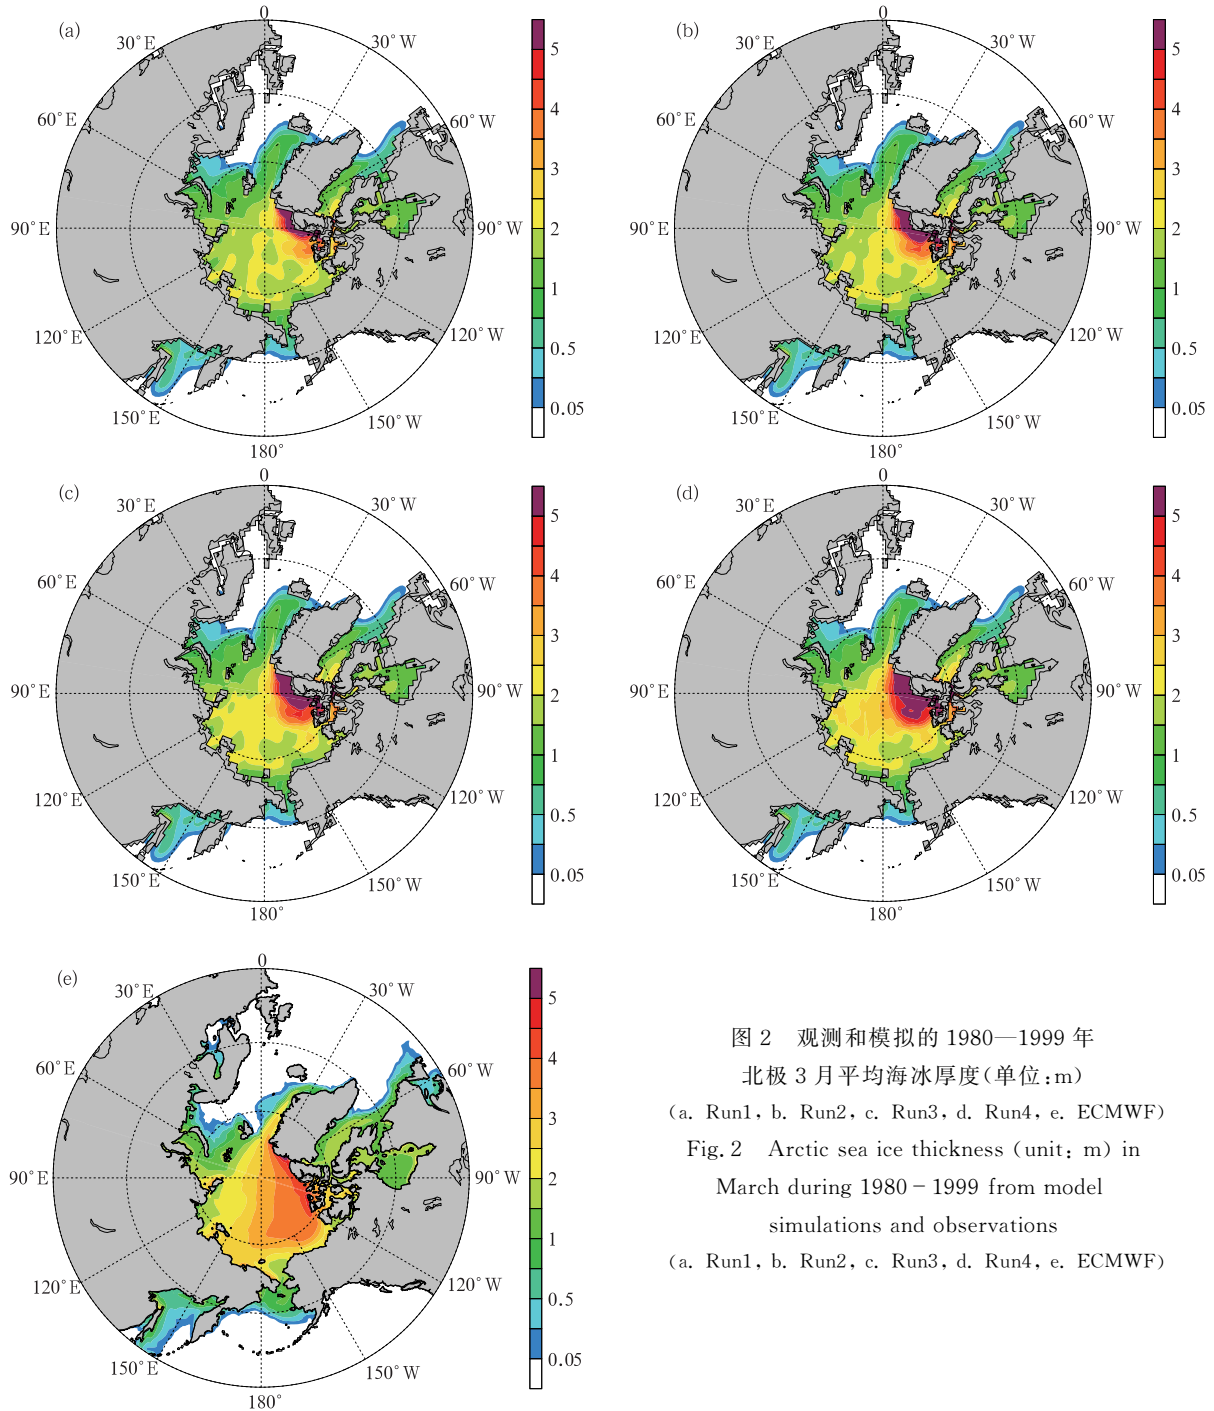 (a)
0
30°W
60°W
90°W
120°W
150°W
180°
150°E
120°E
90°E
60°E
30°E
5
4
3
2
1
0.5
0.05
(b)
0
30°W
60°W
90°W
120°W
150°W
180°
150°E
120°E
90°E
60°E
30°E
5
4
3
2
1
0.5
0.05
(c)
0
30°W
60°W
90°W
120°W
150°W
180°
150°E
120°E
90°E
60°E
30°E
5
4
3
2
1
0.5
0.05
(d)
0
30°W
60°W
90°W
120°W
150°W
180°
150°E
120°E
90°E
60°E
30°E
5
4
3
2
1
0.5
0.05
(e)
0
30°W
60°W
90°W
120°W
150°W
180°
150°E
120°E
90°E
60°E
30°E
5
4
3
2
1
0.5
0.05
图 2 观测和模拟的 1980—1999 年
北极 3 月平均海冰厚度(单位:m)
(a. Run1, b. Run2, c. Run3, d. Run4, e. ECMWF)
Fig. 2 Arctic sea ice thickness (unit: m) in
March during 1980-1999 from model
simulations and observations
(a. Run1, b. Run2, c. Run3, d. Run4, e. ECMWF)